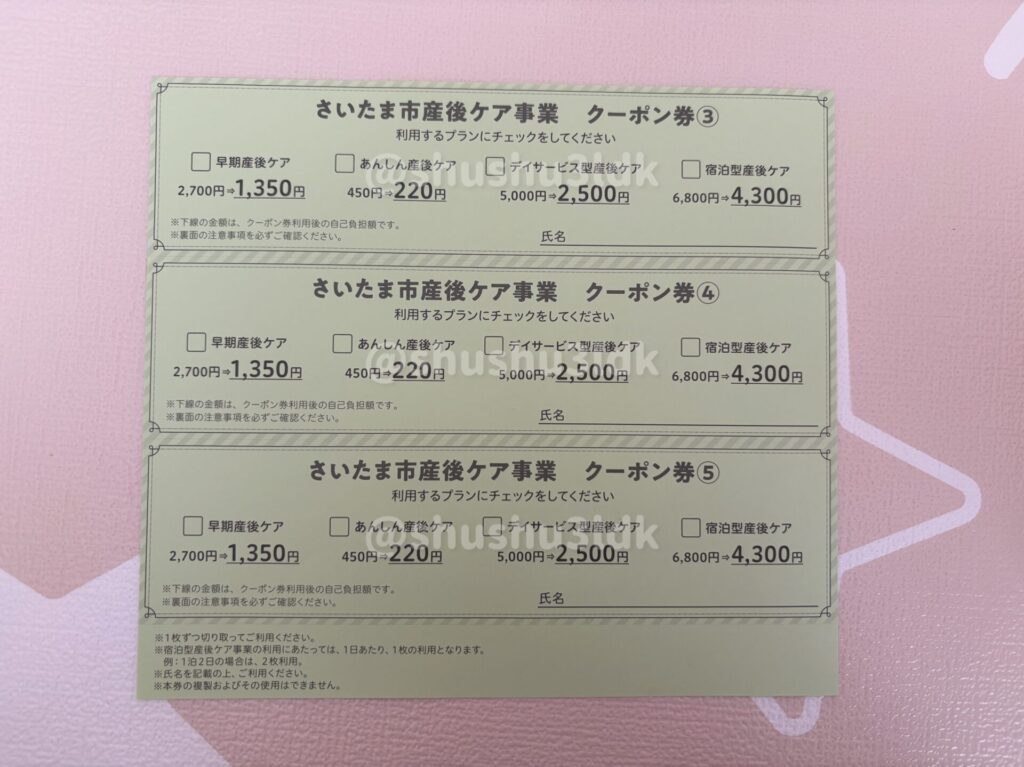 さいたま市産後ケア事業　クーポン券③
利用するプランにチェックをしてください
早期産後ケア　あんしん産後ケア　デイサービス型産後ケア　宿泊型産後ケア
2,700円⇒1,350円　450円⇒220円　5,000円⇒2,500円　6,800円⇒4,300円
@shushu3ldk
※下線の金額は、クーポン券利用後の自己負担額です。
※裏面の注意事項を必ずご確認ください。
氏名
さいたま市産後ケア事業　クーポン券④
利用するプランにチェックをしてください
早期産後ケア　あんしん産後ケア　デイサービス型産後ケア　宿泊型産後ケア
2,700円⇒1,350円　450円⇒220円　5,000円⇒2,500円　6,800円⇒4,300円
@shushu3ldk
※下線の金額は、クーポン券利用後の自己負担額です。
※裏面の注意事項を必ずご確認ください。
氏名
さいたま市産後ケア事業　クーポン券⑤
利用するプランにチェックをしてください
早期産後ケア　あんしん産後ケア　デイサービス型産後ケア　宿泊型産後ケア
2,700円⇒1,350円　450円⇒220円　5,000円⇒2,500円　6,800円⇒4,300円
@shushu3ldk
※下線の金額は、クーポン券利用後の自己負担額です。
※裏面の注意事項を必ずご確認ください。
氏名
※1枚ずつ切り取ってご利用ください。
※宿泊型産後ケア事業の利用にあたっては、1日あたり、1枚の利用となります。
例：1泊2日の場合は、2枚利用。
※氏名を記載の上、ご利用ください。
※本券の複製およびその使用はできません。